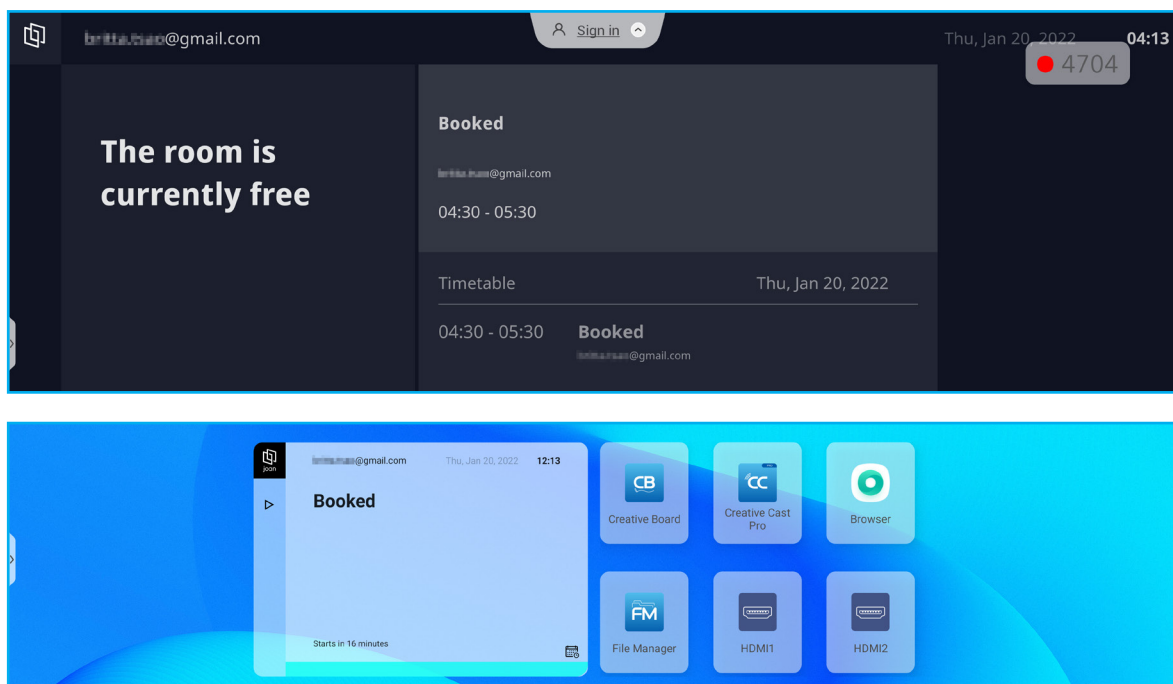 @gmail.com
Sign in
Thu, Jan 20, 2022
04:13
4704
The room is
currently free
Booked
@gmail.com
04:30 - 05:30
Timetable
Thu, Jan 20, 2022
04:30 - 05:30
Booked
@gmail.com
joan
@gmail.com
Thu, Jan 20, 2022
12:13
Booked
Starts in 16 minutes
CB
Creative Board
CC
Creative Cast
Pro
Browser
FM
File Manager
HDMI1
HDMI2